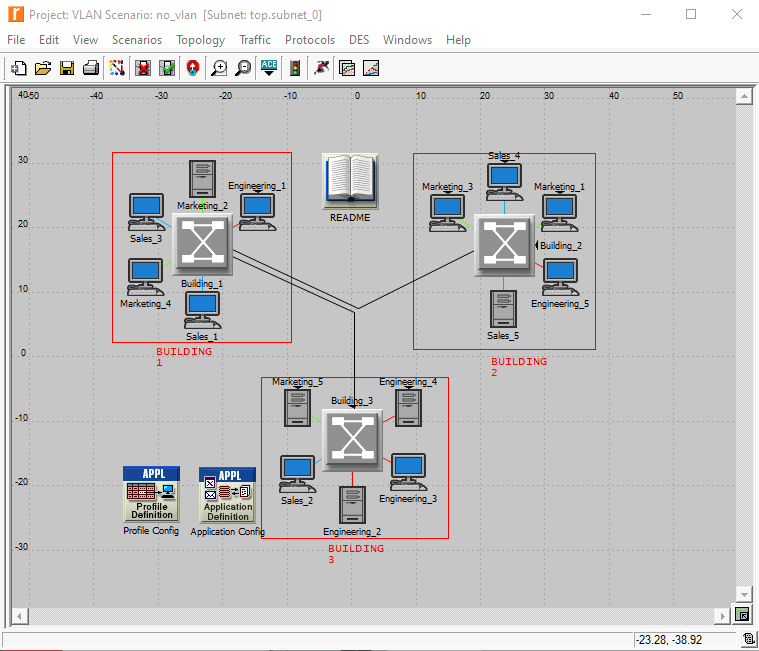 Project: VLAN Scenario: no_vlan [Subnet: top.subnet_0]
File Edit View Scenarios Topology Traffic Protocols DES Windows Help
ACE
40 -50 -40 -30 -20 -10 0 10 20 30 40 50
30
20
10
0
-10
-20
-30
Marketing_2
Engineering_1
Sales_3
Building_1
Marketing_4
Sales_1
BUILDING
1
README
Sales_4
Marketing_3
Marketing_1
Building_2
Engineering_5
Sales_5
BUILDING
2
Marketing_5
Engineering_4
Building_3
Sales_2
Engineering_3
Engineering_2
BUILDING
3
APPL
Profile
Definition
Profile Config
APPL
Application
Definition
Application Config
-23.28, -38.92